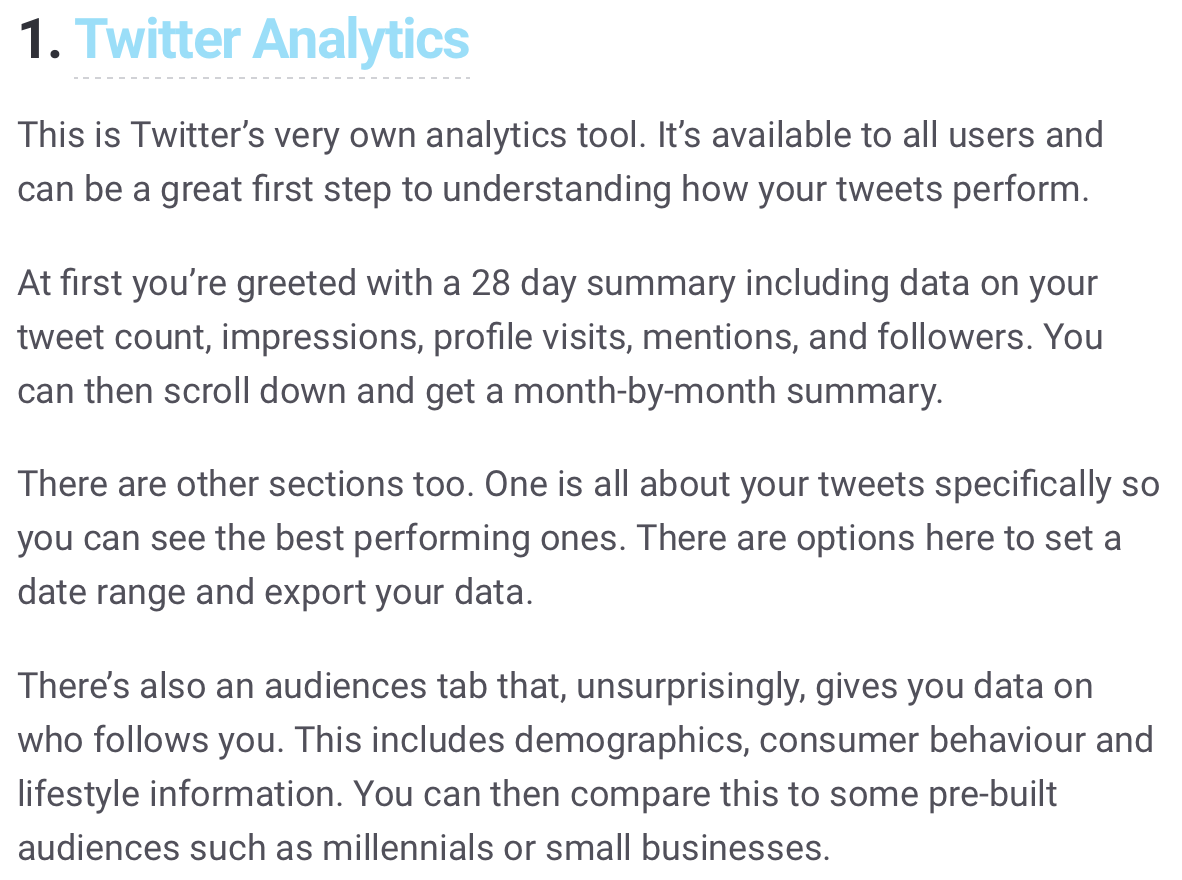 1. Twitter Analytics
This is Twitter’s very own analytics tool. It’s available to all users and
can be a great first step to understanding how your tweets perform.
At first you’re greeted with a 28 day summary including data on your
tweet count, impressions, profile visits, mentions, and followers. You
can then scroll down and get a month-by-month summary.
There are other sections too. One is all about your tweets specifically so
you can see the best performing ones. There are options here to set a
date range and export your data.
There’s also an audiences tab that, unsurprisingly, gives you data on
who follows you. This includes demographics, consumer behaviour and
lifestyle information. You can then compare this to some pre-built
audiences such as millennials or small businesses.